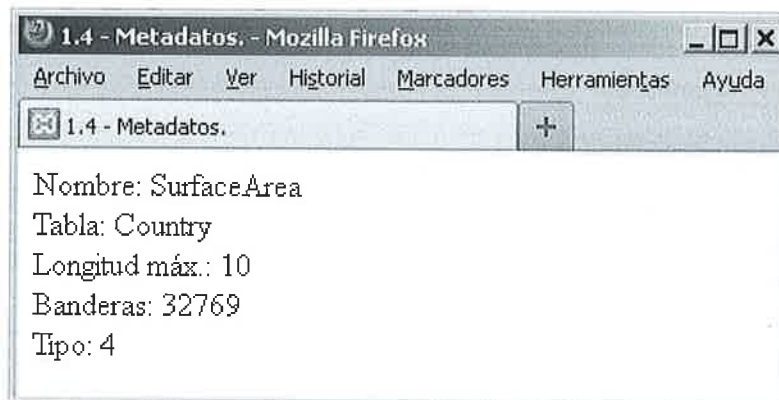 1.4 - Metadatos. - Mozilla Firefox
Archivo Editar Ver Historial Marcadores Herramientas Ayuda
1.4 - Metadatos.
Nombre: SurfaceArea
Tabla: Country
Longitud máx.: 10
Banderas: 32769
Tipo: 4